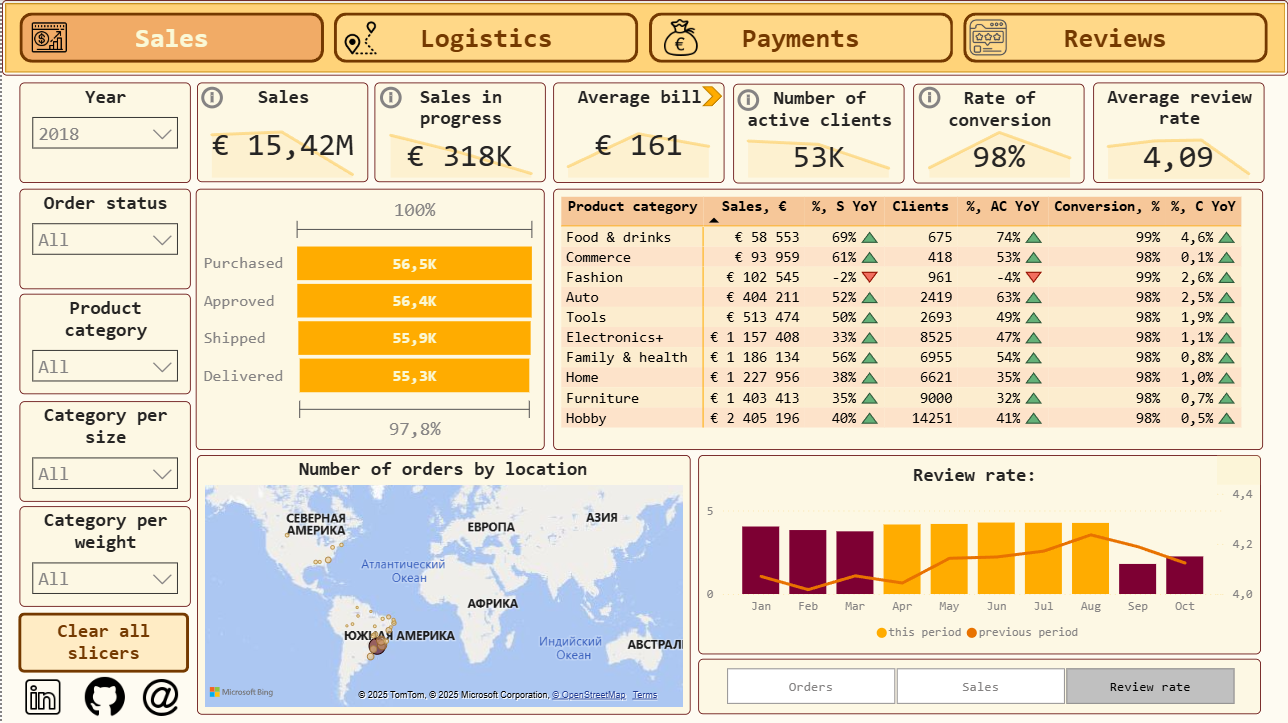 Sales
Logistics
Payments
Reviews
Year
2018
Sales
€ 15,42M
Sales in
progress
€ 318K
Average bill
€ 161
Number of
active clients
53K
Rate of
conversion
98%
Average review
rate
4,09
Order status
All
Product
category
All
Category per
size
All
Category per
weight
All
Clear all
slicers
in
100%
Purchased 56,5K
Approved 56,4K
Shipped 55,9K
Delivered 55,3K
97,8%
Product category Sales, € %, S YoY Clients %, AC YoY Conversion, % %, C YoY
Food & drinks € 58 553 69% 675 74% 99% 4,6%
Commerce € 93 959 61% 418 53% 98% 0,1%
Fashion € 102 545 -2% 961 -4% 99% 2,6%
Auto € 404 211 52% 2419 63% 98% 2,5%
Tools € 513 474 50% 2693 49% 98% 1,9%
Electronics+ € 1 157 408 33% 8525 47% 98% 1,1%
Family & health € 1 186 134 56% 6955 54% 98% 0,8%
Home € 1 227 956 38% 6621 35% 98% 1,0%
Furniture € 1 403 413 35% 9000 32% 98% 0,7%
Hobby € 2 405 196 40% 14251 41% 98% 0,5%
Number of orders by location
СЕВЕРНАЯ
АМЕРИКА
ЕВРОПА
АЗИЯ
Атлантический
Океан
АФРИКА
ЮЖНАЯ АМЕРИКА
Индийский
Океан
АВСТРАЛ
Microsoft Bing
© 2025 TomTom, © 2025 Microsoft Corporation, © OpenStreetMap Terms
Review rate:
5
0
4,4
4,2
4,0
Jan Feb Mar Apr May Jun Jul Aug Sep Oct
this period previous period
Orders
Sales
Review rate